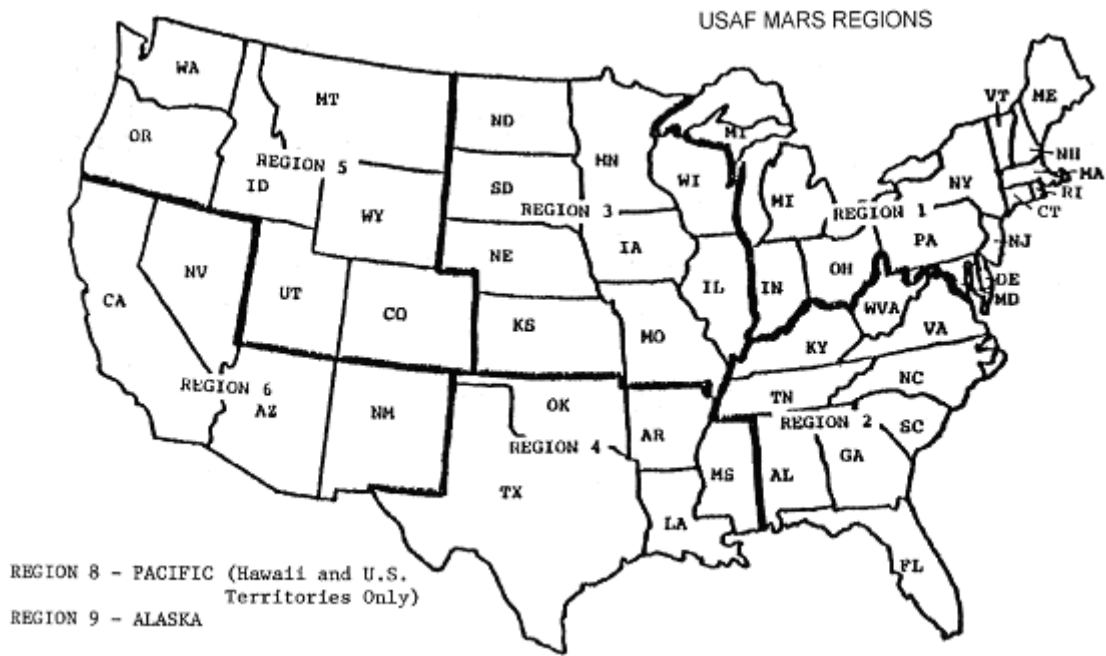 USAF MARS REGIONS
WA
MT
ND
OR
MN
VT
ME
NH
MA
RI
CT
REGION 5
ID
SD
WI
MI
MI
NY
WY
REGION 3
REGION 1
NE
IA
PA
NJ
NV
UT
CO
IL
IN
OH
DE
MD
CA
KS
MO
WVA
VA
KY
REGION 6
AZ
NM
OK
TN
NC
REGION 4
AR
REGION 2
SC
TX
MS
AL
GA
LA
FL
REGION 8 - PACIFIC (Hawaii and U.S.
Territories Only)
REGION 9 - ALASKA